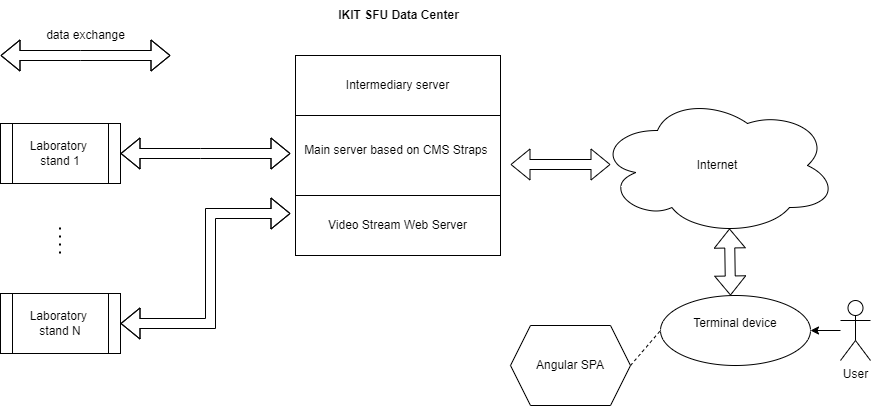 IKIT SFU Data Center
data exchange
Intermediary server
Laboratory
stand 1
Main server based on CMS Straps
Internet
Video Stream Web Server
Laboratory
stand N
Terminal device
Angular SPA
User